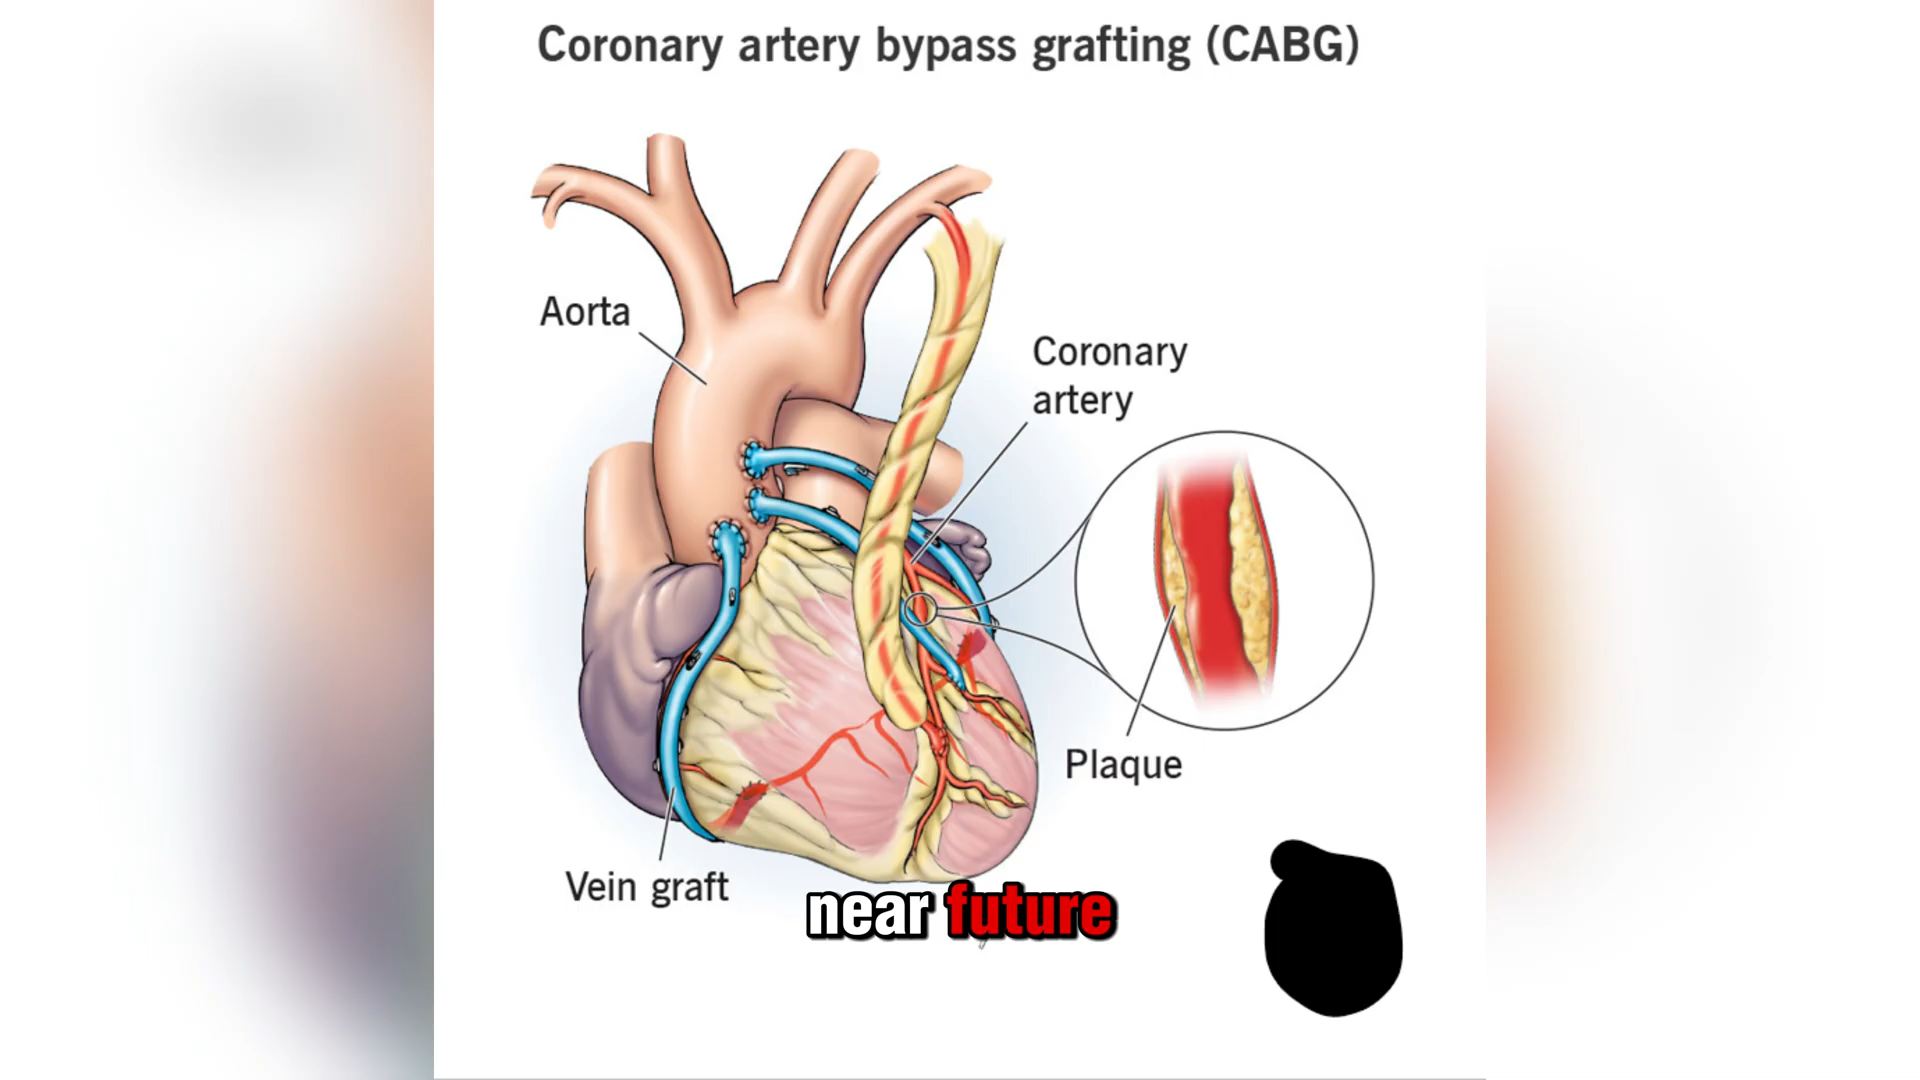 Coronary artery bypass grafting (CABG)
Aorta
Coronary
artery
Plaque
Vein graft
near future